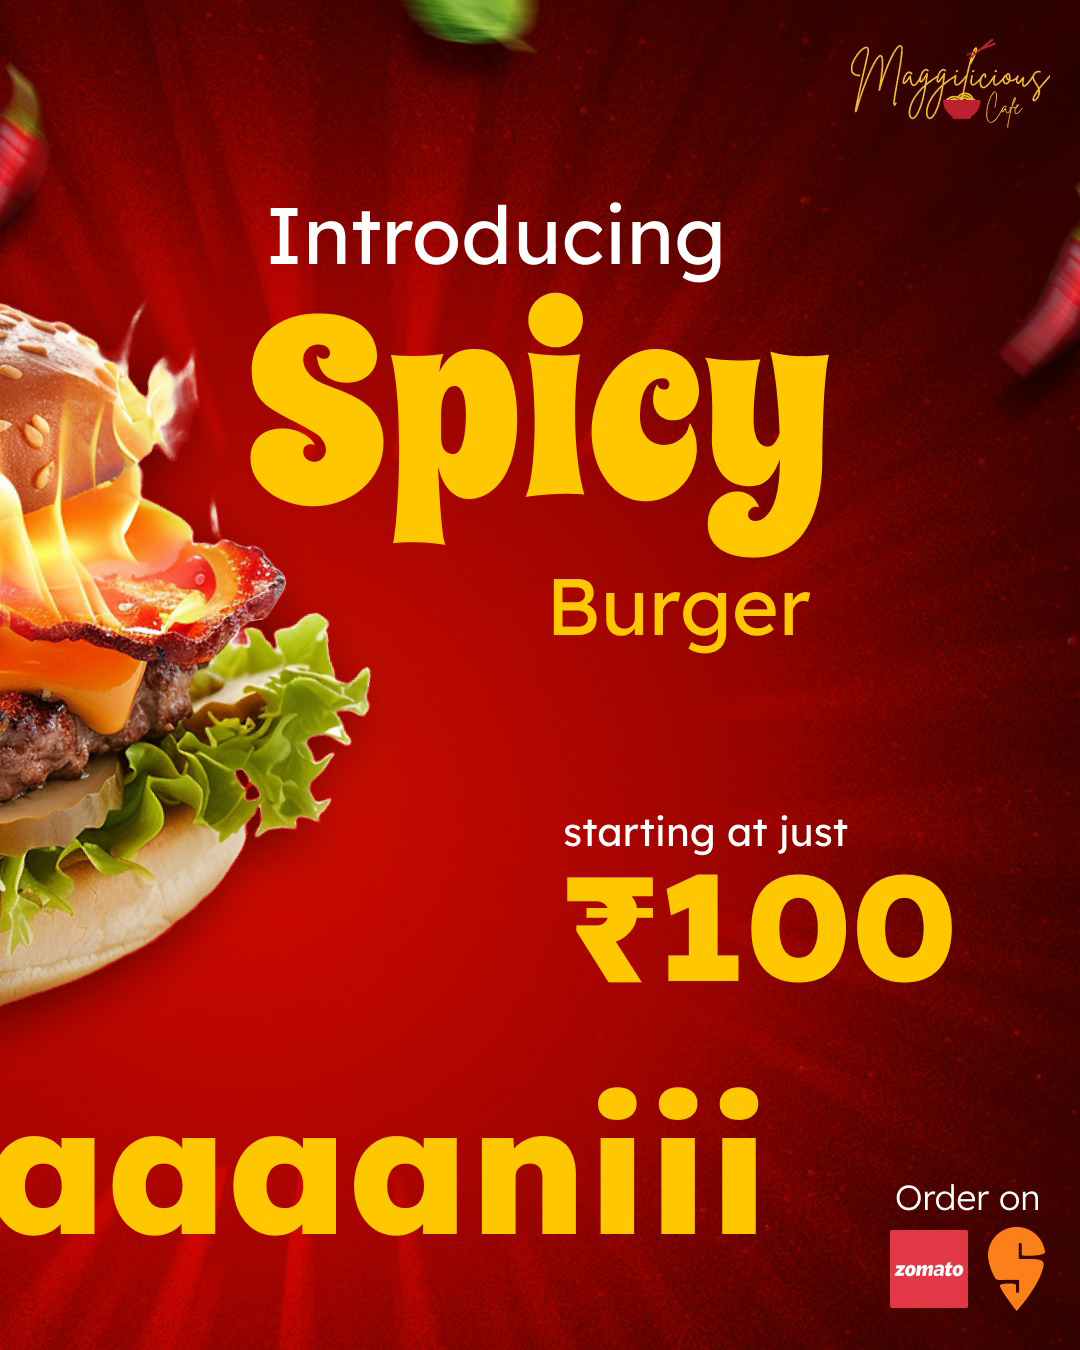 Maggilicious
Cafe
Introducing
Spicy
Burger
starting at just
₹100
aaaaniii
Order on
zomato